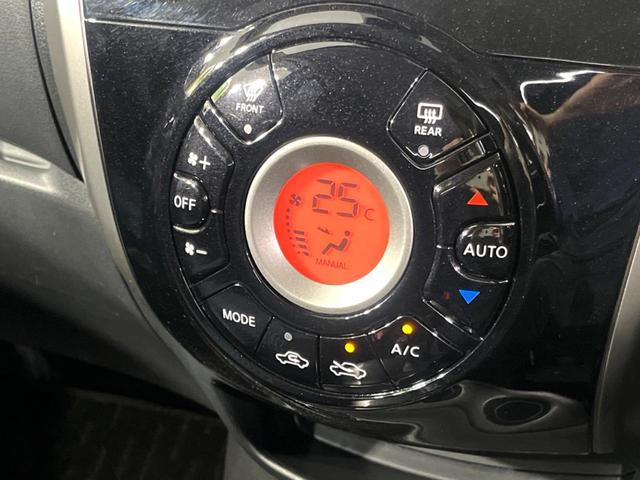 FRONT
REAR
+
OFF
25°C
AUTO
−
MANUAL
MODE
A/C